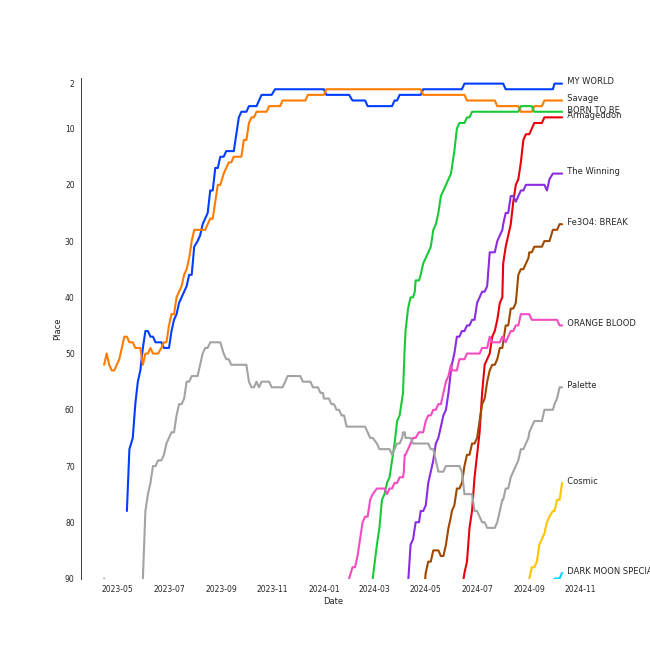 2
10
20
30
40
50
60
70
80
90
Place
2023-05
2023-07
2023-09
2023-11
2024-01
2024-03
2024-05
2024-07
2024-09
2024-11
Date
MY WORLD
Savage
BORN TO BE
Armageddon
The Winning
Fe3O4: BREAK
ORANGE BLOOD
Palette
Cosmic
DARK MOON SPECIA